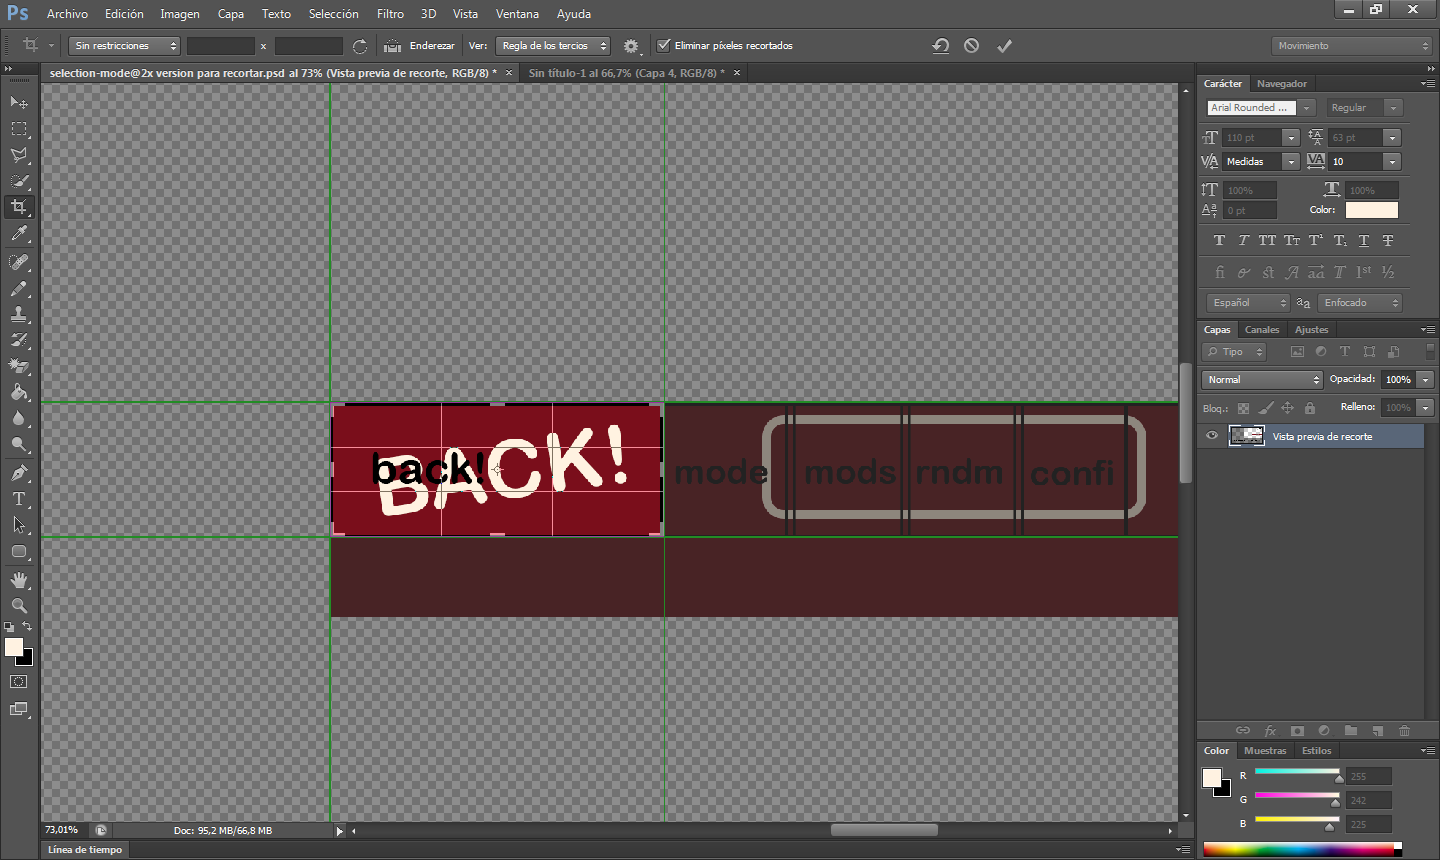 Ps Archivo Edición Imagen Capa Texto Selección Filtro 3D Vista Ventana Ayuda
Sin restricciones x Enderezar Ver: Regla de los tercios Eliminar píxeles recortados Movimiento
selection-mode@2x version para recortar.psd al 73% (Vista previa de recorte, RGB/8) * × Sin título-1 al 66,7% (Capa 4, RGB/8) * ×
Carácter Navegador
Arial Rounded ... Regular
110 pt 63 pt
Medidas 10
100% 100%
0 pt Color:
T T TT Tt T¹ T₁ T T
fi st A aa T 1st ½
Español aa Enfocado
Capas Canales Ajustes
Tipo
Normal Opacidad: 100%
Bloq.: Relleno: 100%
Vista previa de recorte
BACK!
back! mode mods rndm confi
Color Muestras Estilos
R 255
G 242
B 225
73,01% Doc: 95,2 MB/66,8 MB
Línea de tiempo